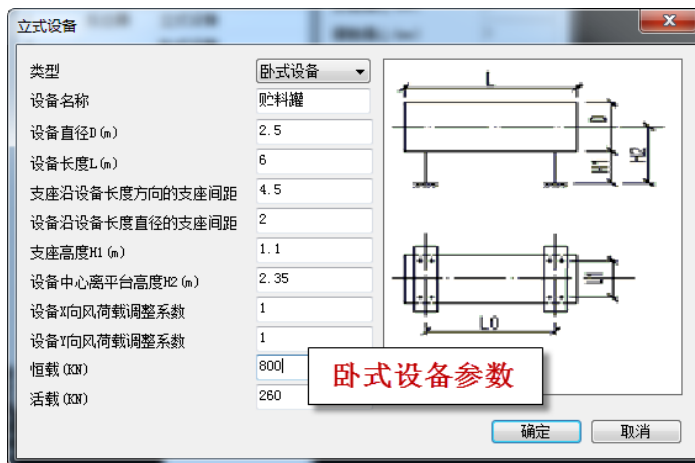 立式设备
类型 卧式设备
设备名称 贮料罐
设备直径D(m) 2.5
设备长度L(m) 6
支座沿设备长度方向的支座间距 4.5
设备沿设备长度直径的支座间距 2
支座高度H1(m) 1.1
设备中心离平台高度H2(m) 2.35
设备X向风荷载调整系数 1
设备Y向风荷载调整系数 1
恒载(KN) 800
活载(KN) 260
L
D
H1
H2
L1
L0
卧式设备参数
确定 取消